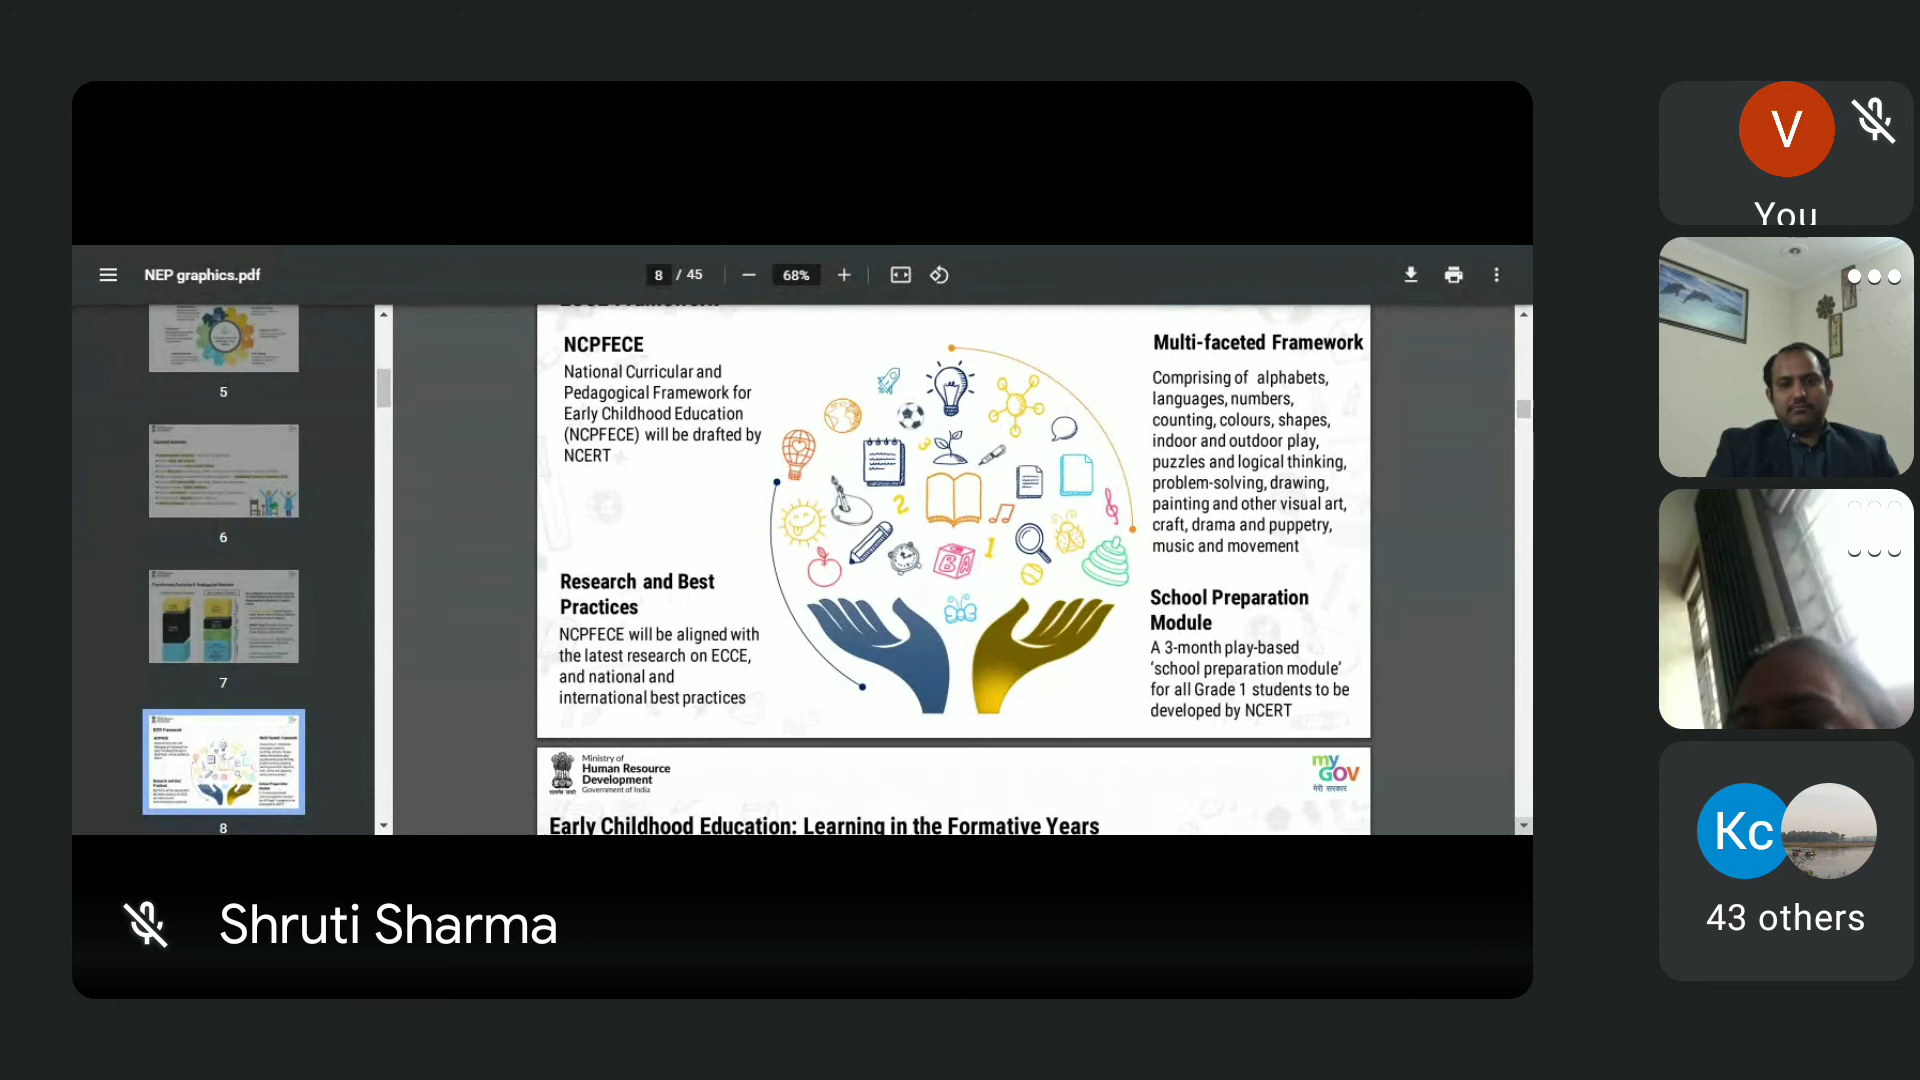 NEP graphics.pdf
8 / 45
68%
5
6
7
8
NCPFECE
National Curricular and
Pedagogical Framework for
Early Childhood Education
(NCPFECE) will be drafted by
NCERT
Research and Best
Practices
NCPFECE will be aligned with
the latest research on ECCE,
and national and
international best practices
3
2
1
B A
Multi-faceted Framework
Comprising of alphabets,
languages, numbers,
counting, colours, shapes,
indoor and outdoor play,
puzzles and logical thinking,
problem-solving, drawing,
painting and other visual art,
craft, drama and puppetry,
music and movement
School Preparation
Module
A 3-month play-based
‘school preparation module’
for all Grade 1 students to be
developed by NCERT
Ministry of
Human Resource
Development
Government of India
my
GOV
मेरी सरकार
Early Childhood Education: Learning in the Formative Years
Shruti Sharma
V
You
Kc
43 others